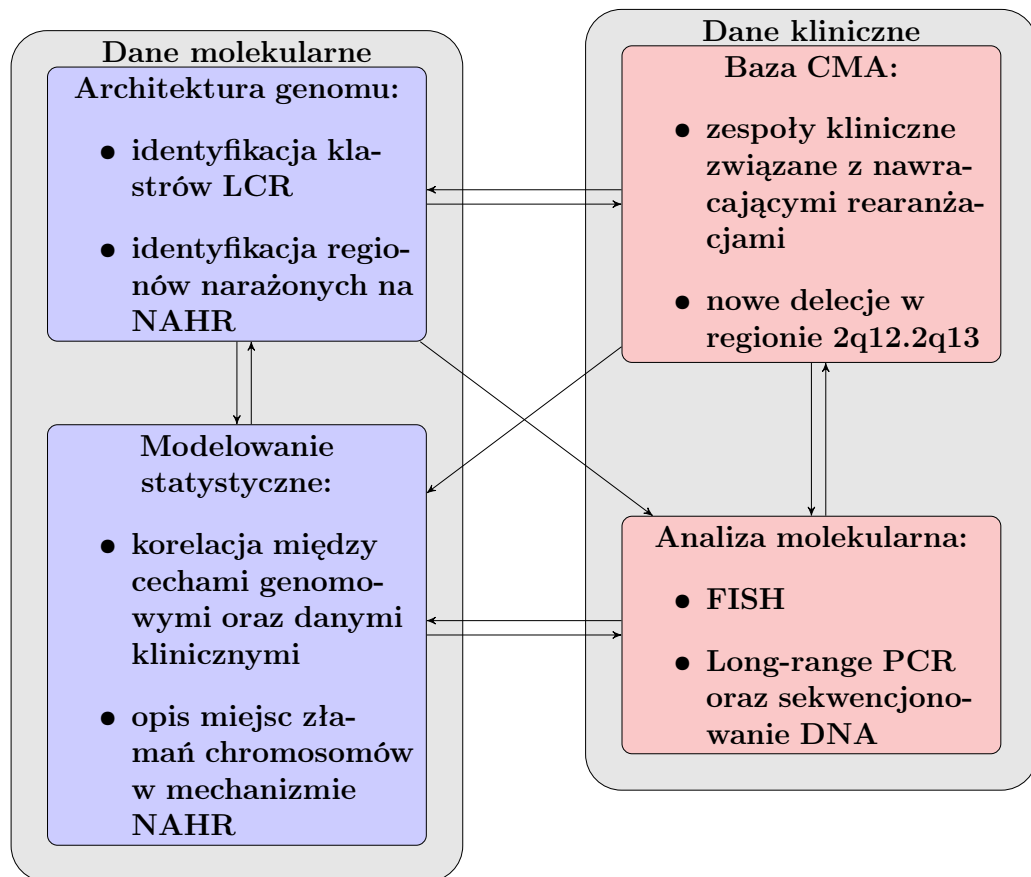 Dane molekularne
Architektura genomu:
• identyfikacja kla-
strów LCR
• identyfikacja regio-
nów narażonych na
NAHR
Modelowanie
statystyczne:
• korelacja między
cechami genomo-
wymi oraz danymi
klinicznymi
• opis miejsc zła-
mań chromosomów
w mechanizmie
NAHR
Dane kliniczne
Baza CMA:
• zespoły kliniczne
związane z nawra-
cającymi rearanża-
cjami
• nowe delecje w
regionie 2q12.2q13
Analiza molekularna:
• FISH
• Long-range PCR
oraz sekwencjono-
wanie DNA